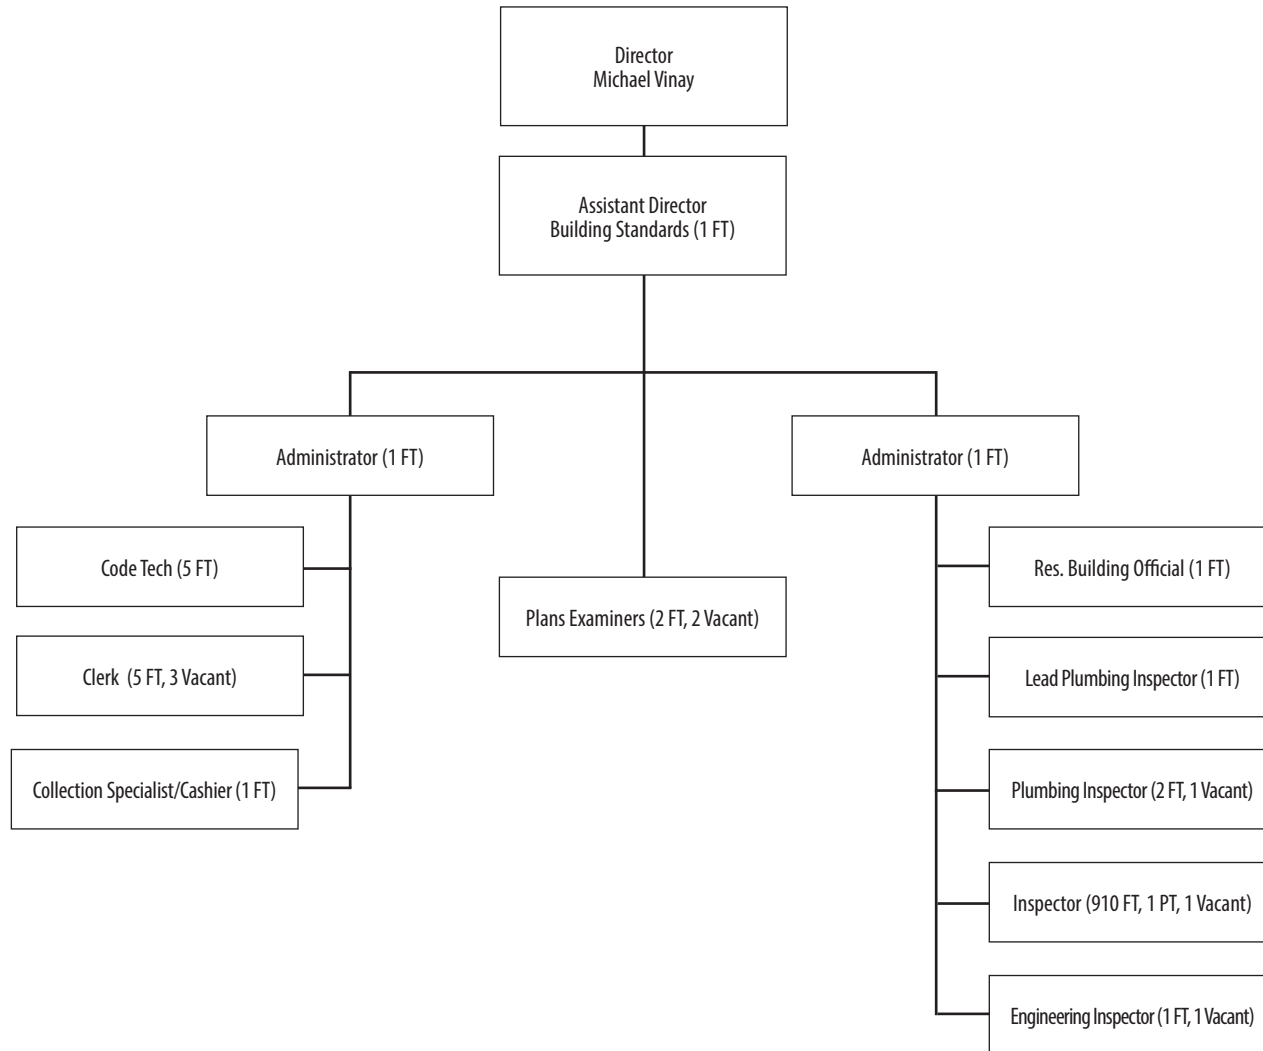 Director
Michael Vinay
Assistant Director
Building Standards (1 FT)
Administrator (1 FT)
Administrator (1 FT)
Code Tech (5 FT)
Clerk  (5 FT, 3 Vacant)
Collection Specialist/Cashier (1 FT)
Plans Examiners (2 FT, 2 Vacant)
Res. Building Official (1 FT)
Lead Plumbing Inspector (1 FT)
Plumbing Inspector (2 FT, 1 Vacant)
Inspector (910 FT, 1 PT, 1 Vacant)
Engineering Inspector (1 FT, 1 Vacant)